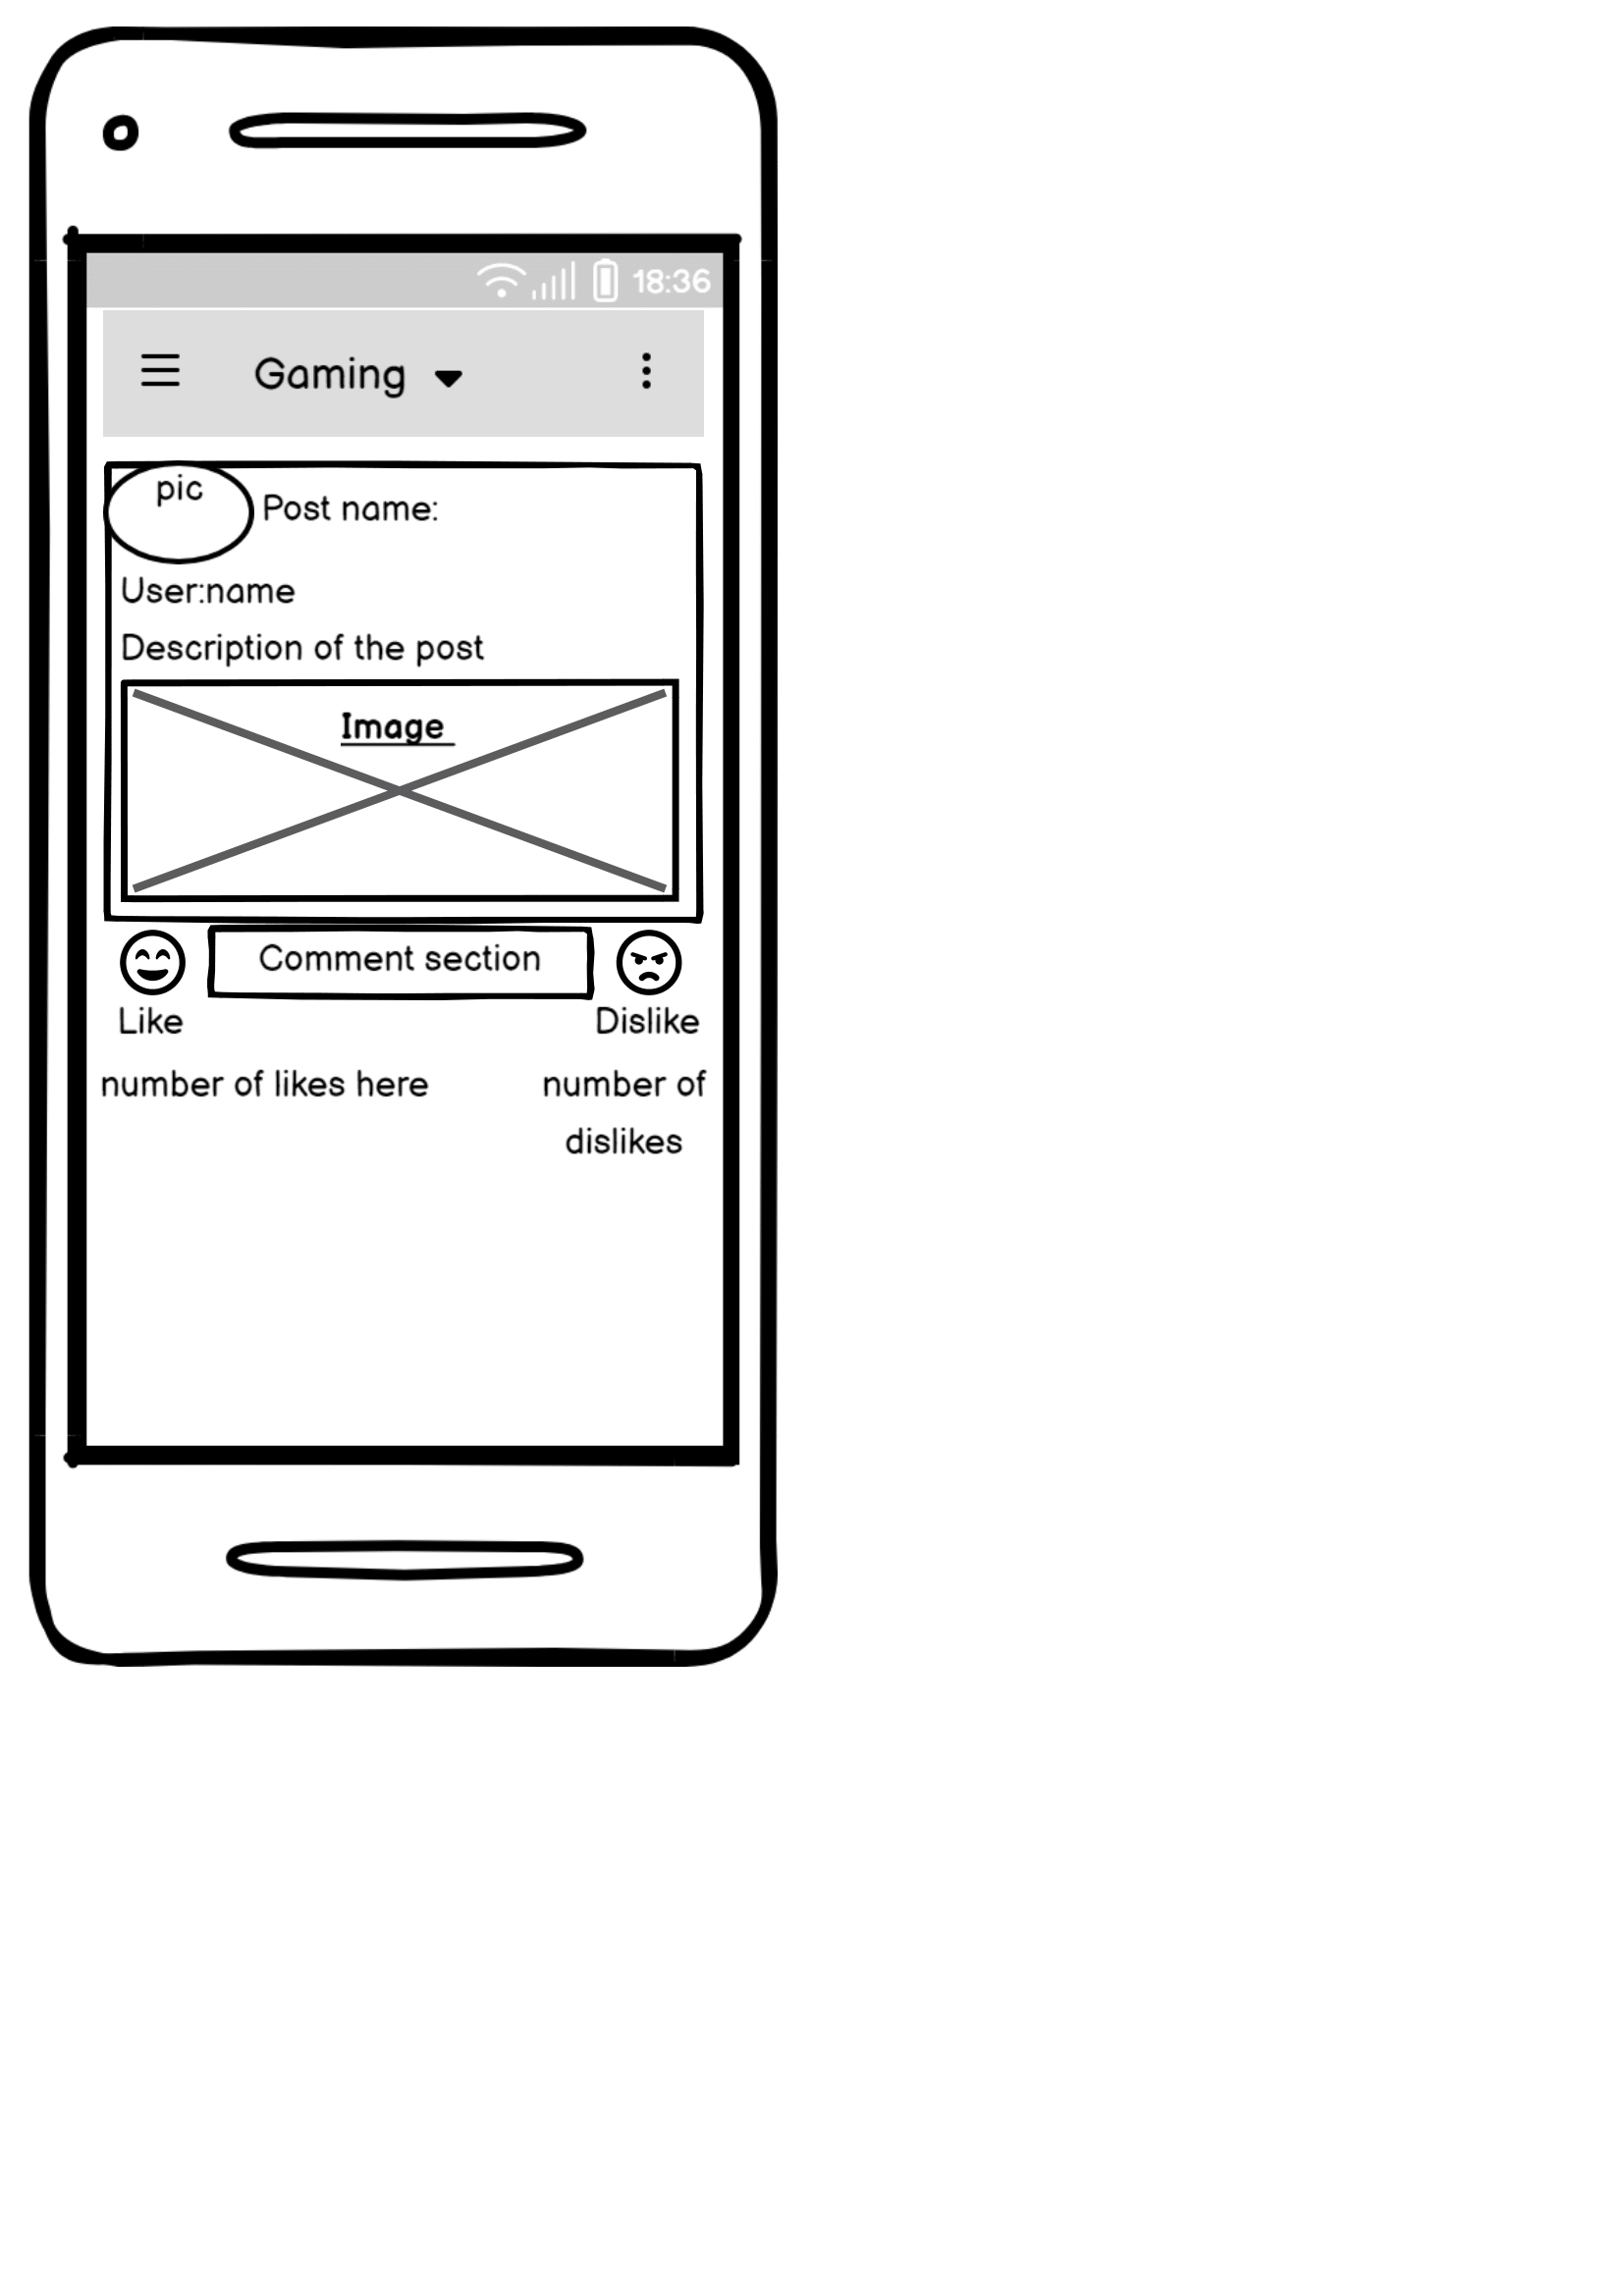 18:36
Gaming
pic
Post name:
User:name
Description of the post
Image
Comment section
Like
Dislike
number of likes here
number of
dislikes